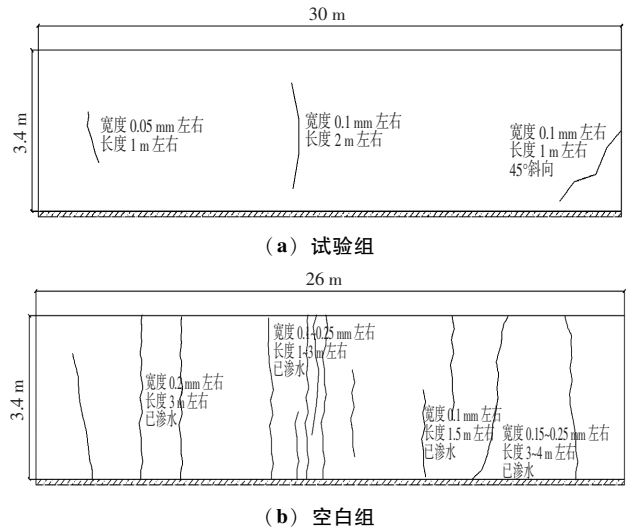 30 m
3.4 m
宽度 0.05 mm 左右
长度 1 m 左右
宽度 0.1 mm 左右
长度 2 m 左右
宽度 0.1 mm 左右
长度 1 m 左右
45°斜向
（a）试验组
26 m
3.4 m
宽度 0.2 mm 左右
长度 3 m 左右
已渗水
宽度 0.1~0.25 mm 左右
长度 1~3 m 左右
已渗水
宽度 0.1 mm 左右
长度 1.5 m 左右
已渗水
宽度 0.15~0.25 mm 左右
长度 3~4 m 左右
已渗水
（b）空白组